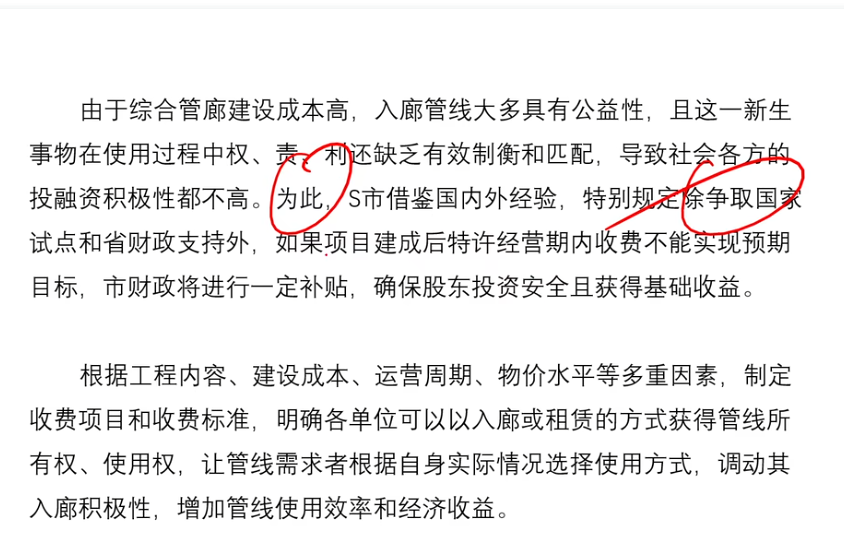 由于综合管廊建设成本高，入廊管线大多具有公益性，且这一新生
事物在使用过程中权、责、利还缺乏有效制衡和匹配，导致社会各方的
投融资积极性都不高。为此，S市借鉴国内外经验，特别规定除争取国家
试点和省财政支持外，如果项目建成后特许经营期内收费不能实现预期
目标，市财政将进行一定补贴，确保股东投资安全且获得基础收益。
根据工程内容、建设成本、运营周期、物价水平等多重因素，制定
收费项目和收费标准，明确各单位可以以入廊或租赁的方式获得管线所
有权、使用权，让管线需求者根据自身实际情况选择使用方式，调动其
入廊积极性，增加管线使用效率和经济收益。